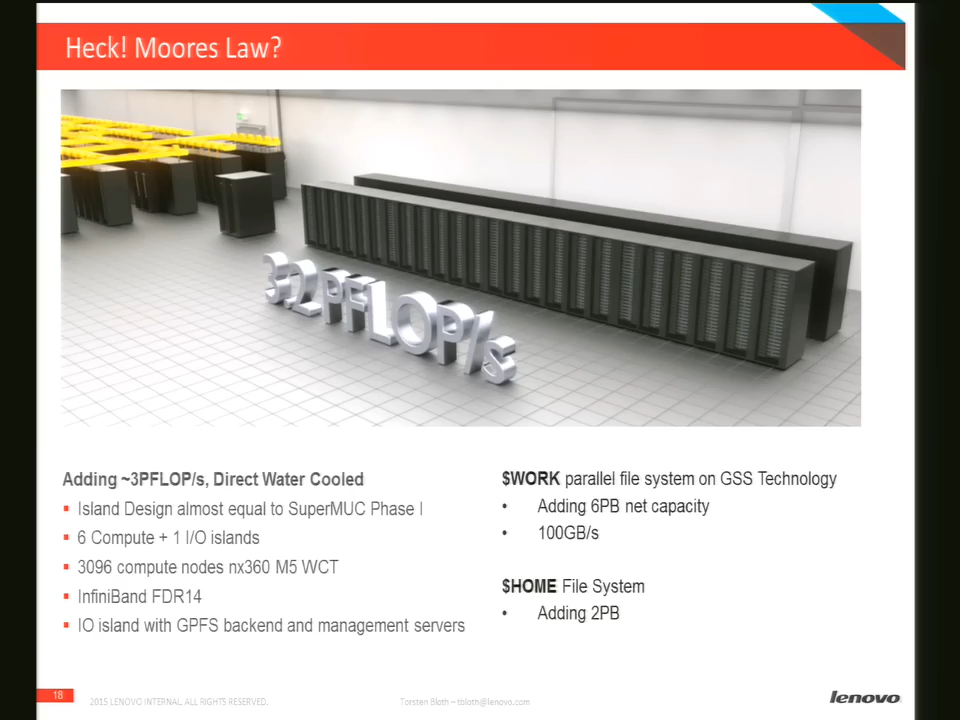 Heck! Moores Law?
3.2 PFLOP/s
Adding ~3PFLOP/s, Direct Water Cooled
Island Design almost equal to SuperMUC Phase I
6 Compute + 1 I/O islands
3096 compute nodes nx360 M5 WCT
InfiniBand FDR14
IO island with GPFS backend and management servers
$WORK parallel file system on GSS Technology
Adding 6PB net capacity
100GB/s
$HOME File System
Adding 2PB
18
2015 LENOVO INTERNAL. ALL RIGHTS RESERVED.
Torsten Bloth – tbloth@lenovo.com
lenovo